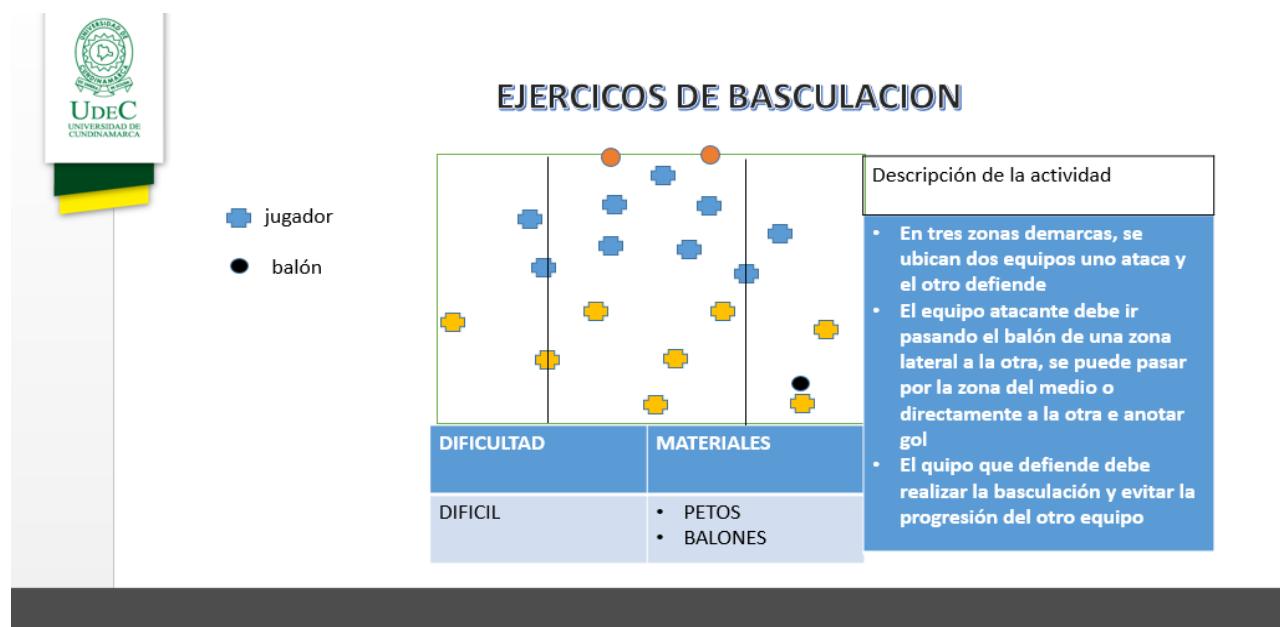 UDEC
UNIVERSIDAD DE
CUNDINAMARCA
EJERCICOS DE BASCULACION
jugador
balón
Descripción de la actividad
• En tres zonas demarcas, se
ubican dos equipos uno ataca y
el otro defiende
• El equipo atacante debe ir
pasando el balón de una zona
lateral a la otra, se puede pasar
por la zona del medio o
directamente a la otra e anotar
gol
• El quipo que defiende debe
realizar la basculación y evitar la
progresión del otro equipo
DIFICULTAD
MATERIALES
DIFICIL
• PETOS
• BALONES